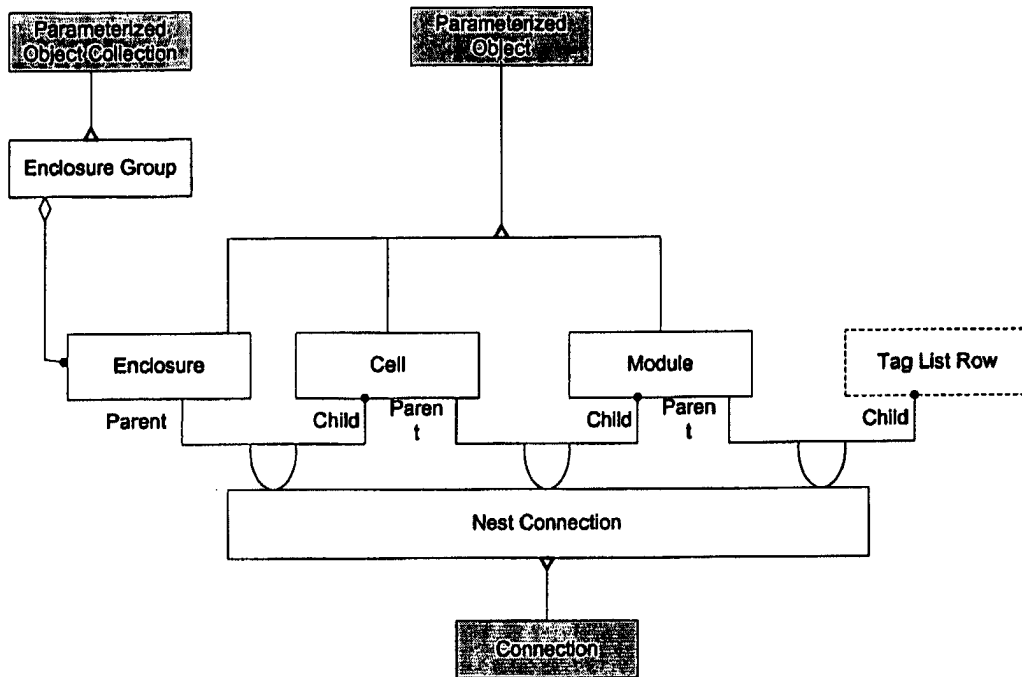 Parameterized
Object Collection
Parameterized
Object
Enclosure Group
Enclosure
Cell
Module
Tag List Row
Parent
Child
Paren
t
Child
Paren
t
Child
Nest Connection
Connection